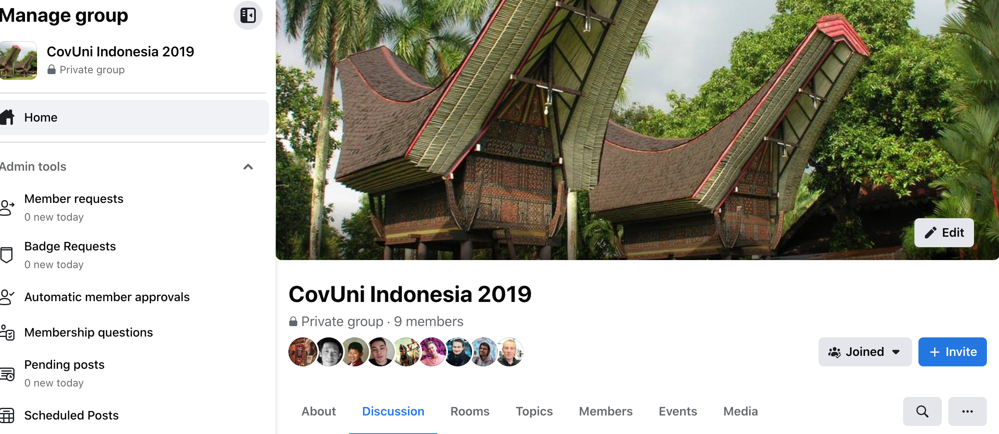 Manage group
CovUni Indonesia 2019
Private group
Home
Admin tools
Member requests
0 new today
Badge Requests
0 new today
Automatic member approvals
Membership questions
Pending posts
0 new today
Scheduled Posts
Edit
CovUni Indonesia 2019
Private group · 9 members
Joined
+ Invite
About Discussion Rooms Topics Members Events Media